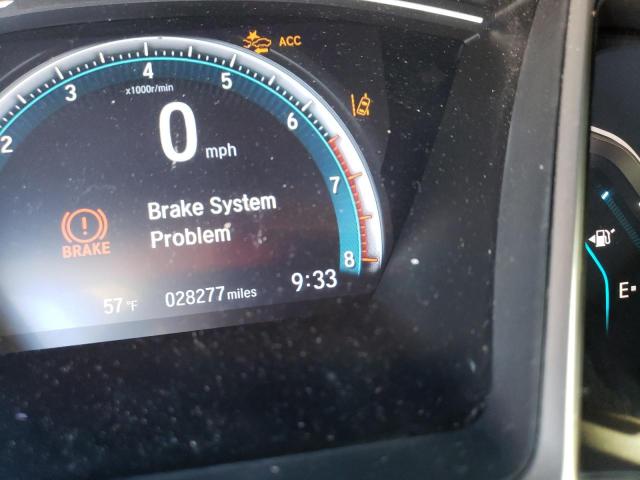 ACC
2 3 4 5 6 7 8
x1000r/min
0 mph
BRAKE
Brake System
Problem
57°F 028277 miles 9:33
E